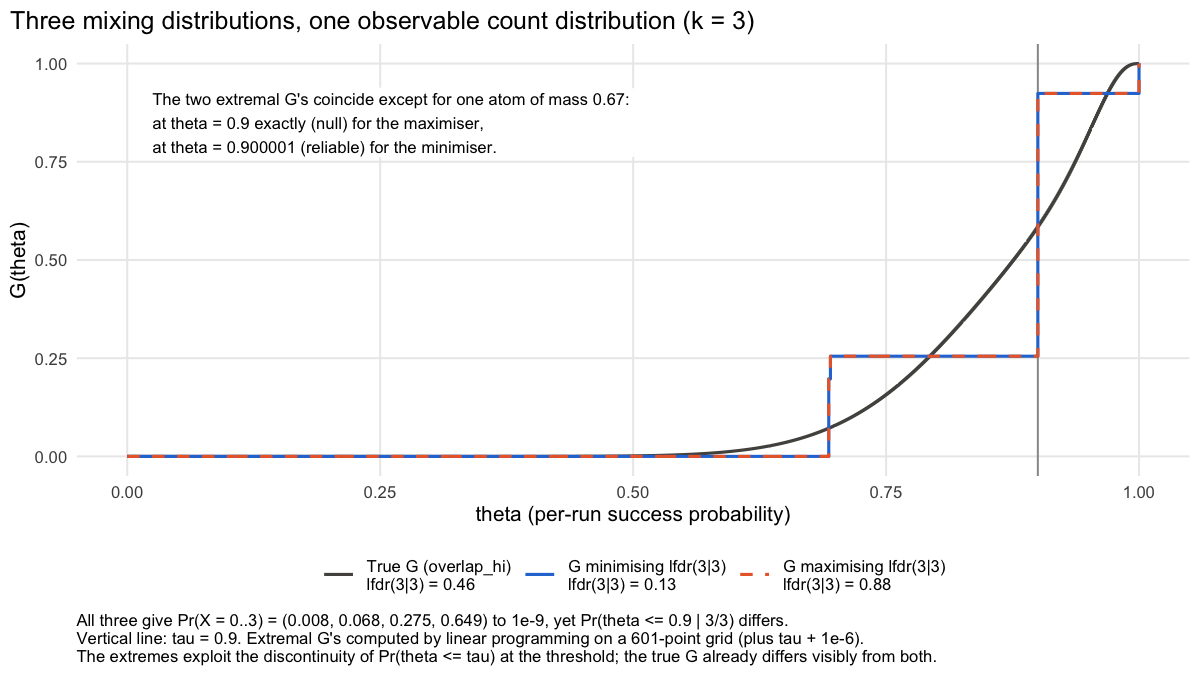 Three mixing distributions, one observable count distribution (k = 3)
1.00
0.75
0.50
0.25
0.00
G(theta)
The two extremal G's coincide except for one atom of mass 0.67:
at theta = 0.9 exactly (null) for the maximiser,
at theta = 0.900001 (reliable) for the minimiser.
0.00 0.25 0.50 0.75 1.00
theta (per-run success probability)
True G (overlap_hi) G minimising lfdr(3|3) G maximising lfdr(3|3)
lfdr(3|3) = 0.46 lfdr(3|3) = 0.13 lfdr(3|3) = 0.88
All three give Pr(X = 0..3) = (0.008, 0.068, 0.275, 0.649) to 1e-9, yet Pr(theta <= 0.9 | 3/3) differs.
Vertical line: tau = 0.9. Extremal G's computed by linear programming on a 601-point grid (plus tau + 1e-6).
The extremes exploit the discontinuity of Pr(theta <= tau) at the threshold; the true G already differs visibly from both.